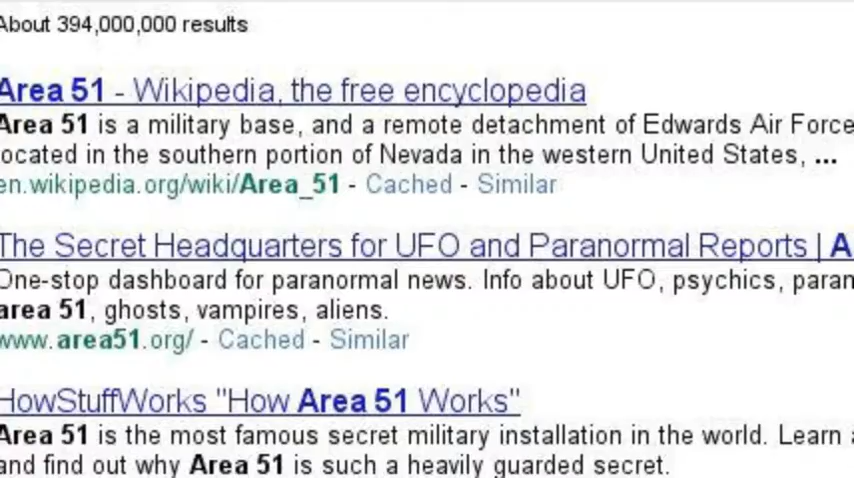 About 394,000,000 results
Area 51 - Wikipedia, the free encyclopedia
Area 51 is a military base, and a remote detachment of Edwards Air Force
located in the southern portion of Nevada in the western United States, ...
en.wikipedia.org/wiki/Area_51 - Cached - Similar
The Secret Headquarters for UFO and Paranormal Reports | A
One-stop dashboard for paranormal news. Info about UFO, psychics, paran
area 51, ghosts, vampires, aliens.
www.area51.org/ - Cached - Similar
HowStuffWorks "How Area 51 Works"
Area 51 is the most famous secret military installation in the world. Learn a
and find out why Area 51 is such a heavily guarded secret.